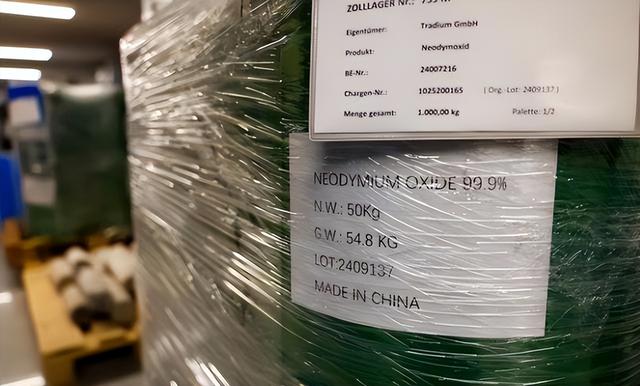 ZOLLLAGER Nr.:
Eigentümer: Tradium GmbH
Produkt: Neodymoxid
BE-Nr.: 24007216
Chargen-Nr.: 1025200165 ( Org.-Lot: 2409137 )
Menge gesamt: 1.000,00 kg Palette: 1/2
NEODYMIUM OXIDE 99.9%
N.W.: 50Kg
G.W.: 54.8 KG
LOT:2409137
MADE IN CHINA